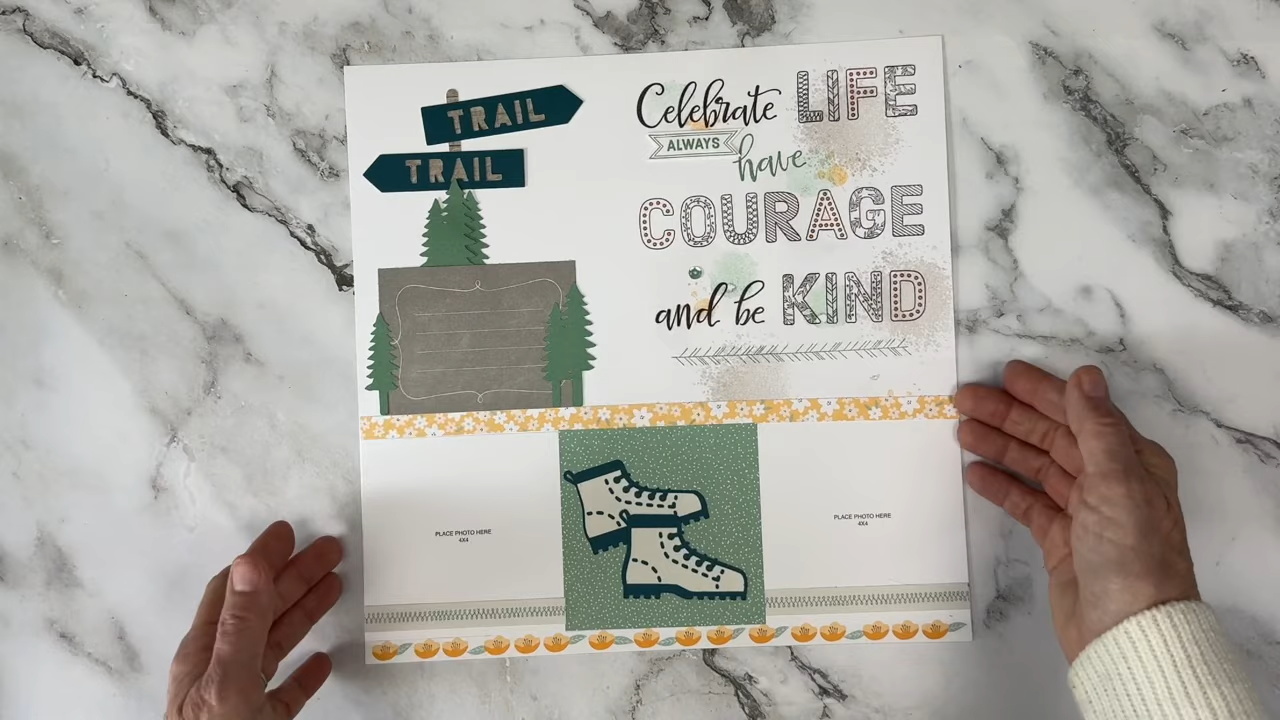 TRAIL
TRAIL
Celebrate LIFE
ALWAYS
have
COURAGE
and be KIND
PLACE PHOTO HERE
4X4
PLACE PHOTO HERE
4X4